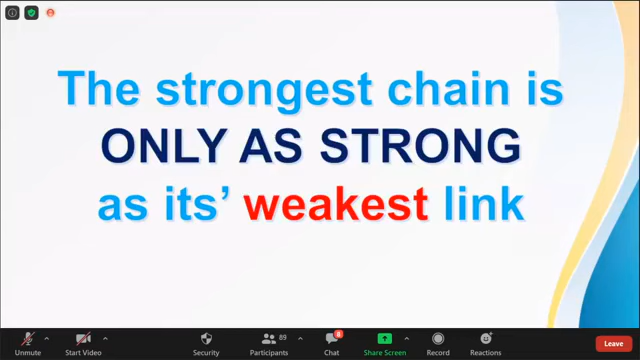 The strongest chain is
ONLY AS STRONG
as its’ weakest link
89
8
Unmute
Start Video
Security
Participants
Chat
Share Screen
Record
Reactions
Leave